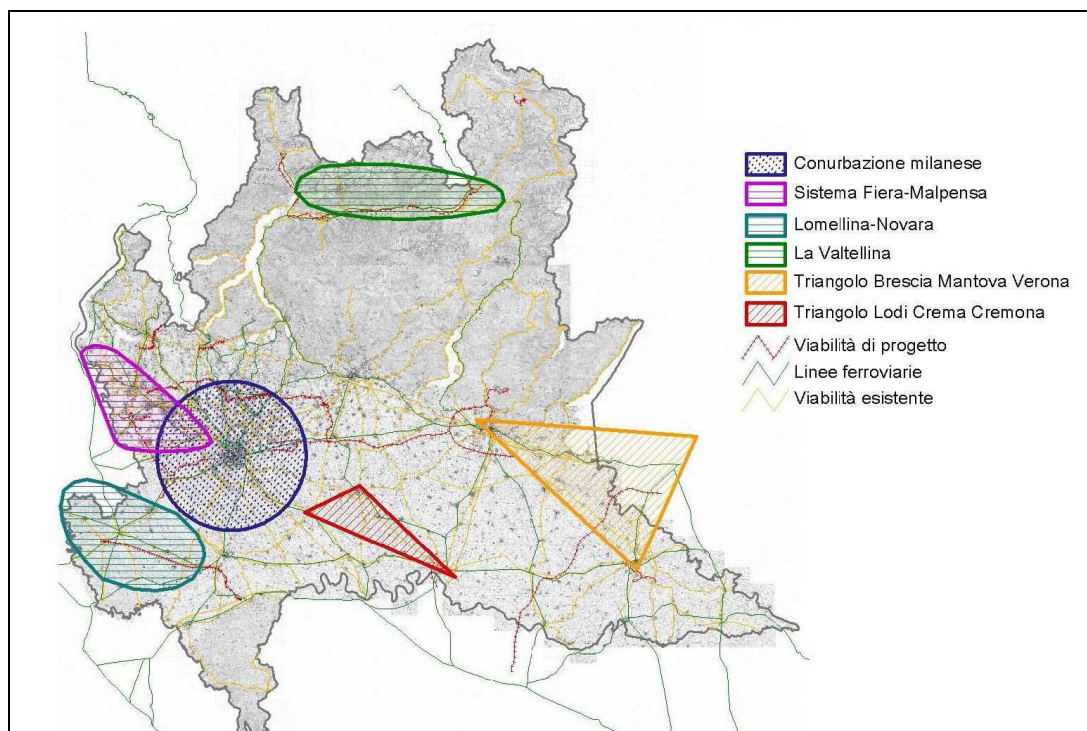 Conurbazione milanese
Sistema Fiera-Malpensa
Lomellina-Novara
La Valtellina
Triangolo Brescia Mantova Verona
Triangolo Lodi Crema Cremona
Viabilità di progetto
Linee ferroviarie
Viabilità esistente